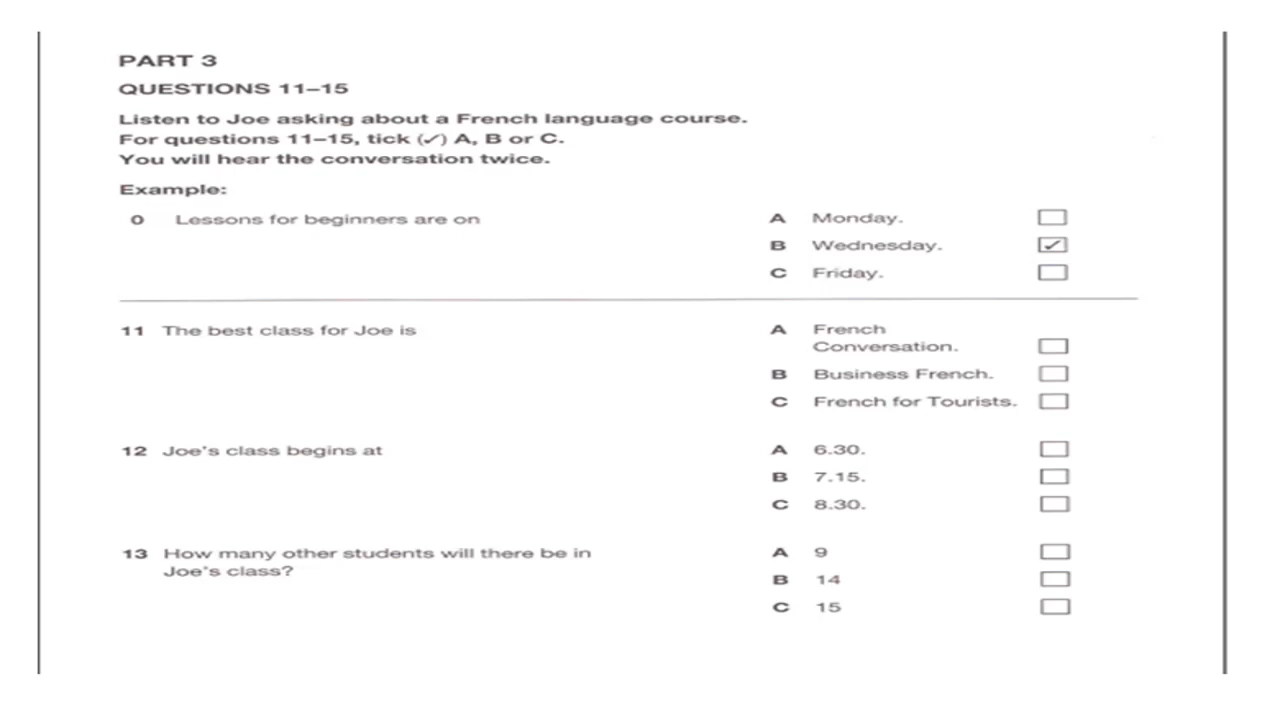 PART 3
QUESTIONS 11–15
Listen to Joe asking about a French language course.
For questions 11–15, tick (✓) A, B or C.
You will hear the conversation twice.
Example:
0 Lessons for beginners are on
A Monday.
B Wednesday. ✓
C Friday.
11 The best class for Joe is
A French
Conversation.
B Business French.
C French for Tourists.
12 Joe's class begins at
A 6.30.
B 7.15.
C 8.30.
13 How many other students will there be in
Joe's class?
A 9
B 14
C 15